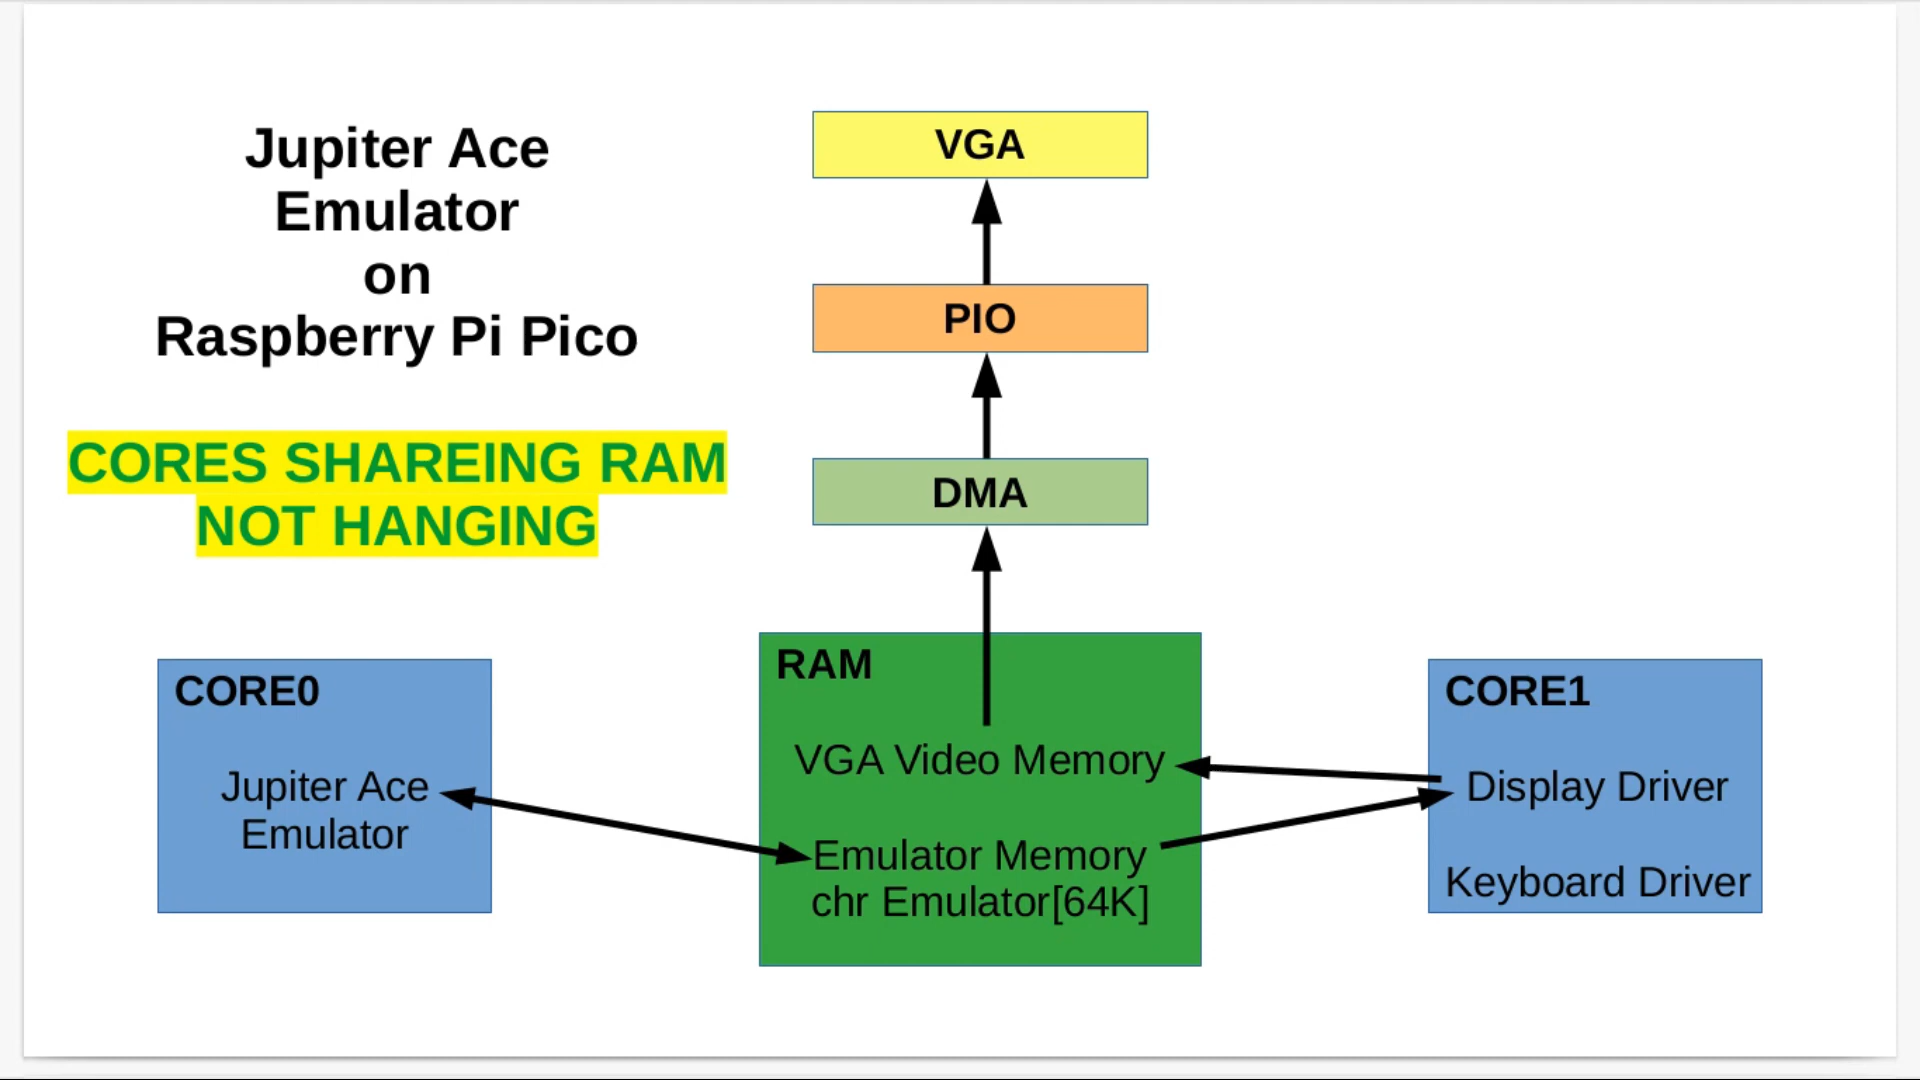 Jupiter Ace
Emulator
on
Raspberry Pi Pico
CORES SHAREING RAM
NOT HANGING
VGA
PIO
DMA
CORE0
Jupiter Ace
Emulator
RAM
VGA Video Memory
Emulator Memory
chr Emulator[64K]
CORE1
Display Driver
Keyboard Driver